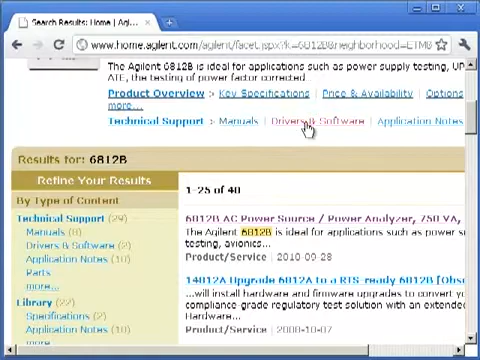 Search Results: Home | Agil...
www.home.agilent.com/agilent/facet.jspx?k=6812B&neighborhood=ETM8
The Agilent 6812B is ideal for applications such as power supply testing, UP
ATE, the testing of power factor corrected...
Product Overview > Key Specifications | Price & Availability | Options
more...
Technical Support > Manuals | Drivers & Software | Application Notes
Results for: 6812B
Refine Your Results
1-25 of 40
By Type of Content
Technical Support (29)
6812B AC Power Source / Power Analyzer, 750 VA,
Manuals (8)
The Agilent 6812B is ideal for applications such as power supply
Drivers & Software (2)
testing, avionics...
Application Notes (10)
Product/Service | 2010-09-28
Parts
14012A Upgrade 6812A to a RTS-ready 6812B [Obso
more...
...will install hardware and firmware upgrades to convert yo
Library (22)
compliance-grade regulatory test solution with an extended
Specifications (2)
Hardware...
Application Notes (10)
Product/Service | 2008-10-07
more...